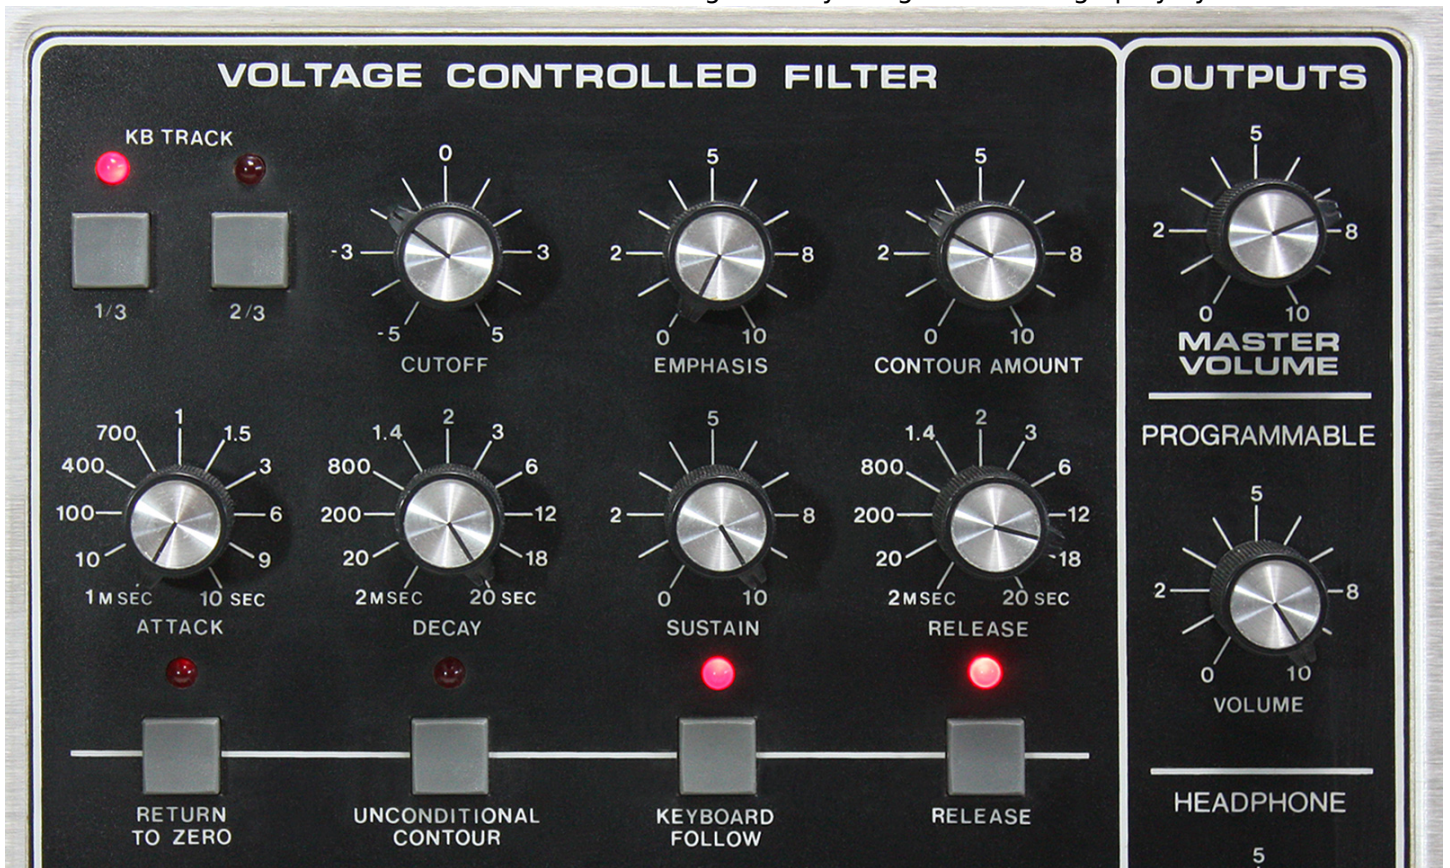 VOLTAGE CONTROLLED FILTER
OUTPUTS
KB TRACK
1/3
2/3
0
-3
3
-5
5
CUTOFF
5
2
8
0
10
EMPHASIS
5
2
8
0
10
CONTOUR AMOUNT
5
2
8
0
10
MASTER
VOLUME
1
700
1.5
400
3
100
6
10
9
1 MSEC
10 SEC
ATTACK
2
1.4
3
800
6
200
12
20
18
2 MSEC
20 SEC
DECAY
5
2
8
0
10
SUSTAIN
2
1.4
3
800
6
200
12
20
18
2 MSEC
20 SEC
RELEASE
PROGRAMMABLE
5
2
8
0
10
VOLUME
RETURN
TO ZERO
UNCONDITIONAL
CONTOUR
KEYBOARD
FOLLOW
RELEASE
HEADPHONE
5